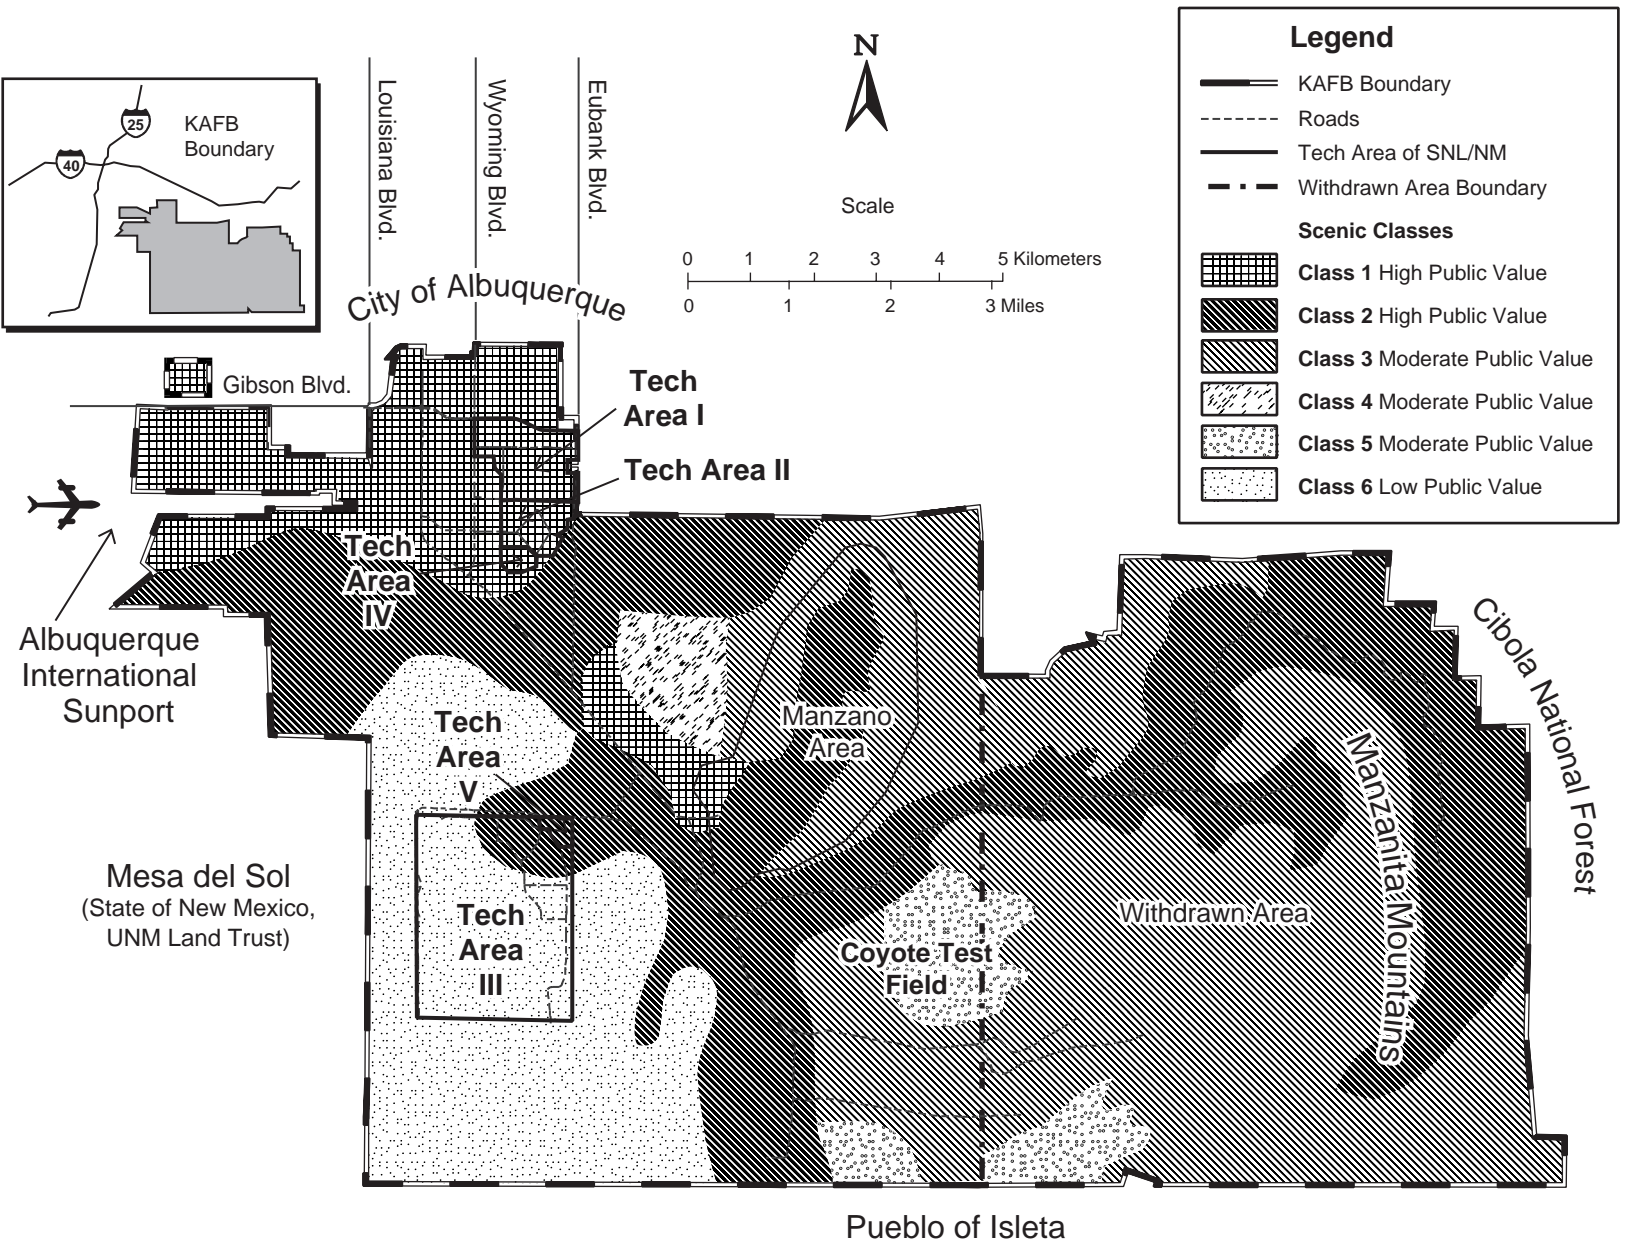 N
Scale
0 1 2 3 4 5 Kilometers
0 1 2 3 Miles
Legend
KAFB Boundary
Roads
Tech Area of SNL/NM
Withdrawn Area Boundary
Scenic Classes
Class 1 High Public Value
Class 2 High Public Value
Class 3 Moderate Public Value
Class 4 Moderate Public Value
Class 5 Moderate Public Value
Class 6 Low Public Value
25
40
KAFB
Boundary
Louisiana Blvd.
Wyoming Blvd.
Eubank Blvd.
City of Albuquerque
Gibson Blvd.
Tech
Area I
Tech Area II
Tech
Area
IV
Albuquerque
International
Sunport
Tech
Area
V
Manzano
Area
Cibola National Forest
Manzanita Mountains
Mesa del Sol
(State of New Mexico,
UNM Land Trust)
Tech
Area
III
Withdrawn Area
Coyote Test
Field
Pueblo of Isleta